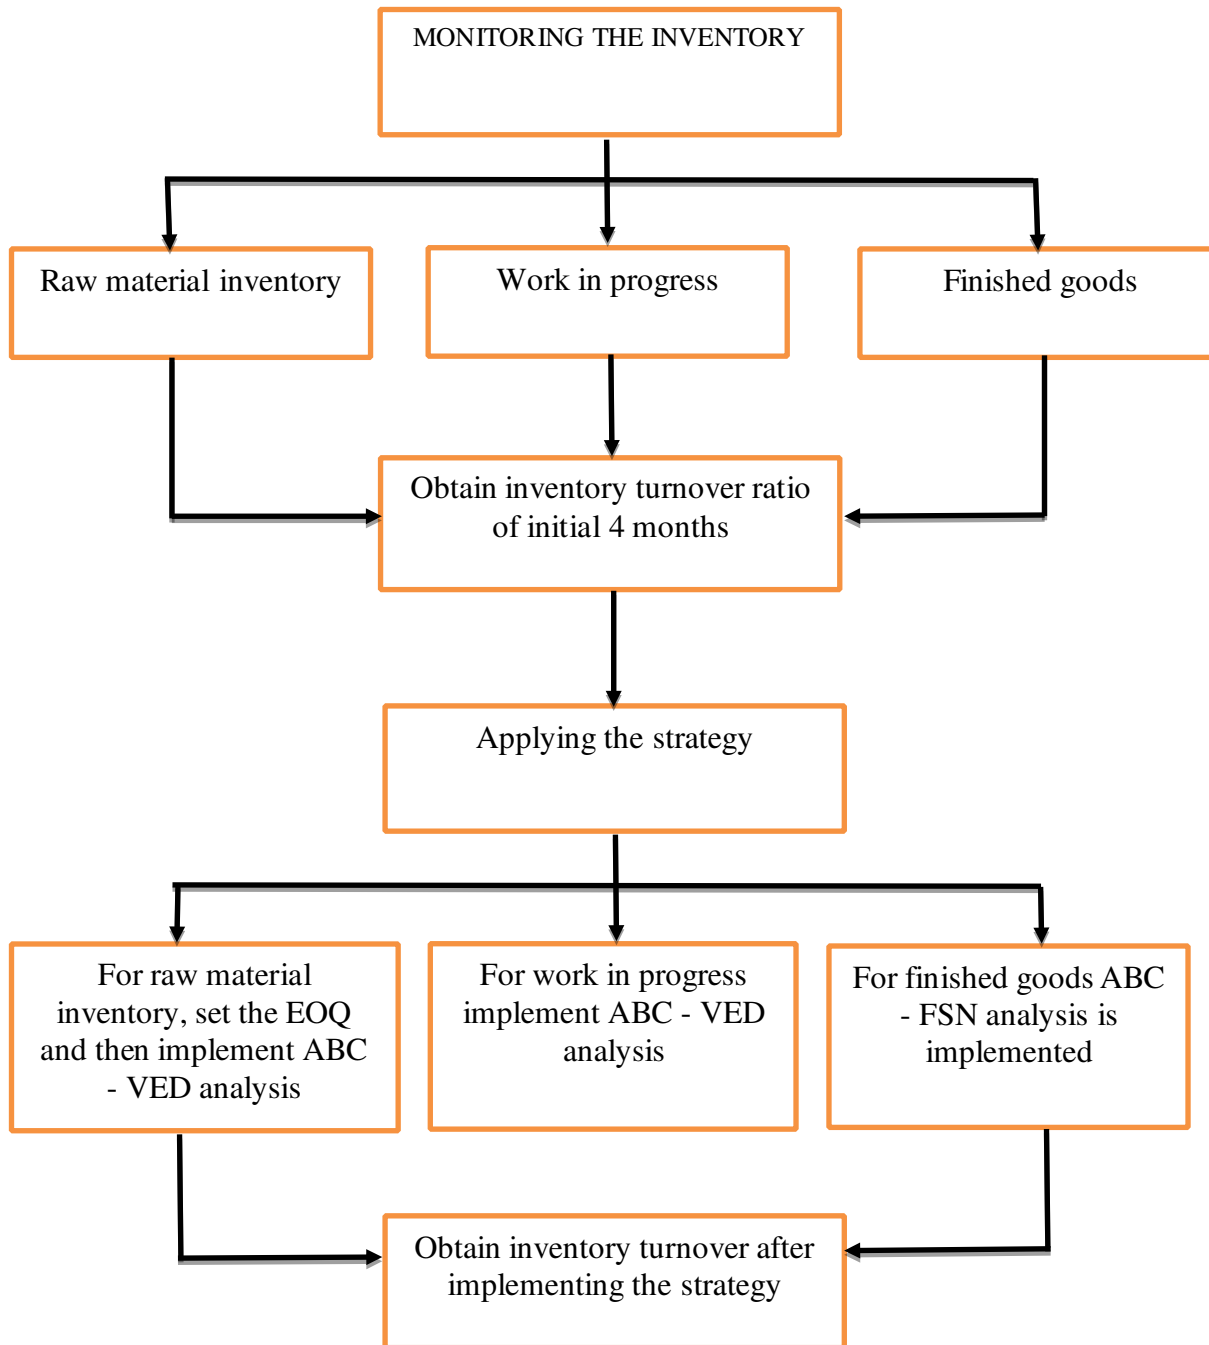 MONITORING THE INVENTORY
Raw material inventory
Work in progress
Finished goods
Obtain inventory turnover ratio
of initial 4 months
Applying the strategy
For raw material
inventory, set the EOQ
and then implement ABC
- VED analysis
For work in progress
implement ABC - VED
analysis
For finished goods ABC
- FSN analysis is
implemented
Obtain inventory turnover after
implementing the strategy